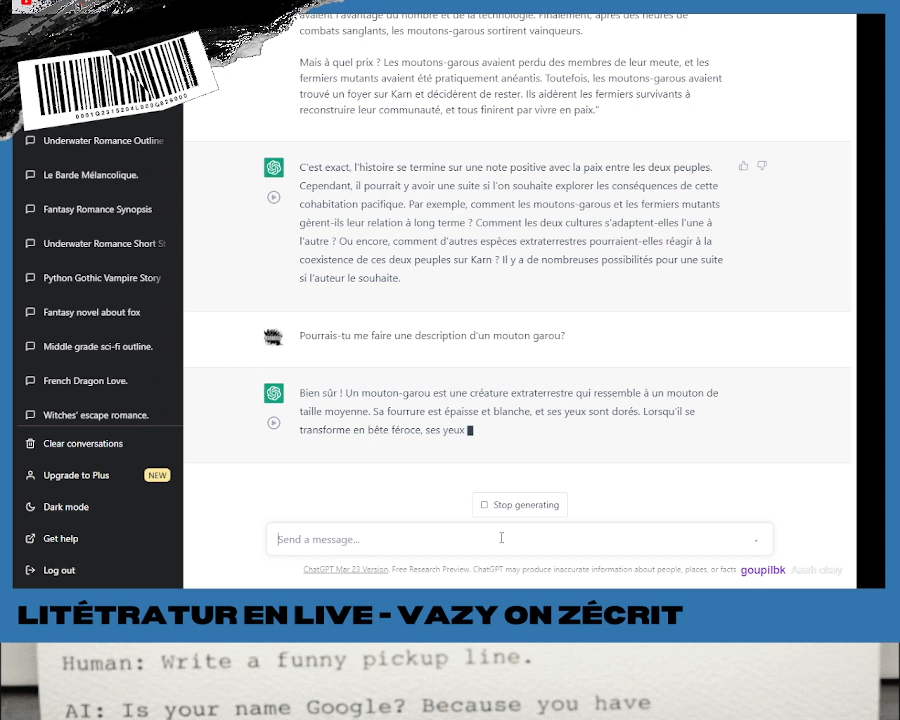 avaient l'avantage du nombre et de la technologie. Finalement, après des heures de
combats sanglants, les moutons-garous sortirent vainqueurs.
Mais à quel prix ? Les moutons-garous avaient perdu des membres de leur meute, et les
fermiers mutants avaient été pratiquement anéantis. Toutefois, les moutons-garous avaient
trouvé un foyer sur Karn et décidèrent de rester. Ils aidèrent les fermiers survivants à
reconstruire leur communauté, et tous finirent par vivre en paix."
Underwater Romance Outline
Le Barde Mélancolique.
Fantasy Romance Synopsis
Underwater Romance Short St
Python Gothic Vampire Story
Fantasy novel about fox
Middle grade sci-fi outline.
French Dragon Love.
Witches' escape romance.
Clear conversations
Upgrade to Plus NEW
Dark mode
Get help
Log out
C'est exact, l'histoire se termine sur une note positive avec la paix entre les deux peuples.
Cependant, il pourrait y avoir une suite si l'on souhaite explorer les conséquences de cette
cohabitation pacifique. Par exemple, comment les moutons-garous et les fermiers mutants
gèrent-ils leur relation à long terme ? Comment les deux cultures s'adaptent-elles l'une à
l'autre ? Ou encore, comment d'autres espèces extraterrestres pourraient-elles réagir à la
coexistence de ces deux peuples sur Karn ? Il y a de nombreuses possibilités pour une suite
si l'auteur le souhaite.
Pourrais-tu me faire une description d'un mouton garou?
Bien sûr ! Un mouton-garou est une créature extraterrestre qui ressemble à un mouton de
taille moyenne. Sa fourrure est épaisse et blanche, et ses yeux sont dorés. Lorsqu'il se
transforme en bête féroce, ses yeux
Stop generating
Send a message...
ChatGPT Mar 23 Version. Free Research Preview. ChatGPT may produce inaccurate information about people, places, or facts
goupilbk Aaah okay
LITÉTRATUR EN LIVE - VAZY ON ZÉCRIT
Human: Write a funny pickup line.
AI: Is your name Google? Because you have